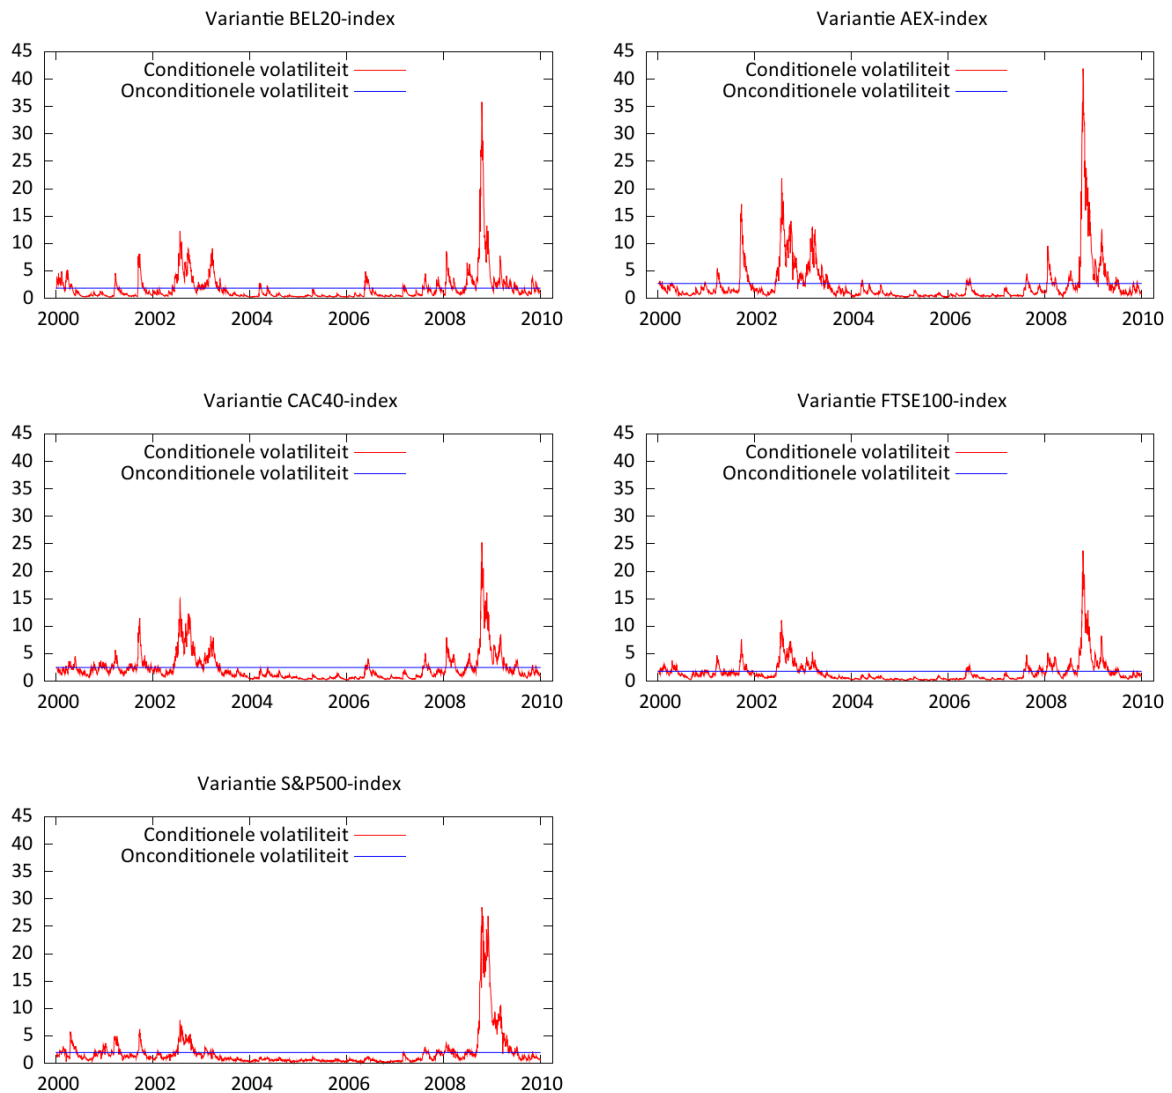 Variantie BEL20-index
45
40
35
30
25
20
15
10
5
0
Conditionele volatiliteit
Onconditionele volatiliteit
2000 2002 2004 2006 2008 2010
Variantie AEX-index
45
40
35
30
25
20
15
10
5
0
Conditionele volatiliteit
Onconditionele volatiliteit
2000 2002 2004 2006 2008 2010
Variantie CAC40-index
45
40
35
30
25
20
15
10
5
0
Conditionele volatiliteit
Onconditionele volatiliteit
2000 2002 2004 2006 2008 2010
Variantie FTSE100-index
45
40
35
30
25
20
15
10
5
0
Conditionele volatiliteit
Onconditionele volatiliteit
2000 2002 2004 2006 2008 2010
Variantie S&P500-index
45
40
35
30
25
20
15
10
5
0
Conditionele volatiliteit
Onconditionele volatiliteit
2000 2002 2004 2006 2008 2010